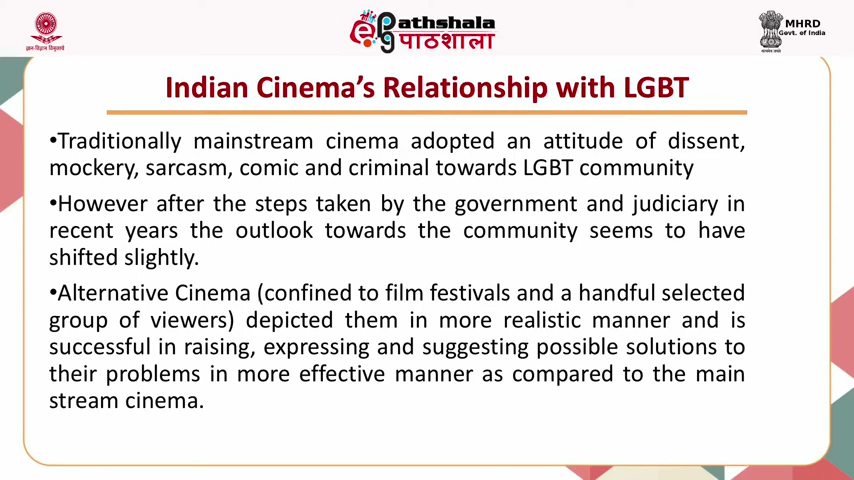 ज्ञान-विज्ञान विमुक्तये
ePathshala
पाठशाला
MHRD
Govt. of India
Indian Cinema's Relationship with LGBT
•Traditionally mainstream cinema adopted an attitude of dissent,
mockery, sarcasm, comic and criminal towards LGBT community
•However after the steps taken by the government and judiciary in
recent years the outlook towards the community seems to have
shifted slightly.
•Alternative Cinema (confined to film festivals and a handful selected
group of viewers) depicted them in more realistic manner and is
successful in raising, expressing and suggesting possible solutions to
their problems in more effective manner as compared to the main
stream cinema.